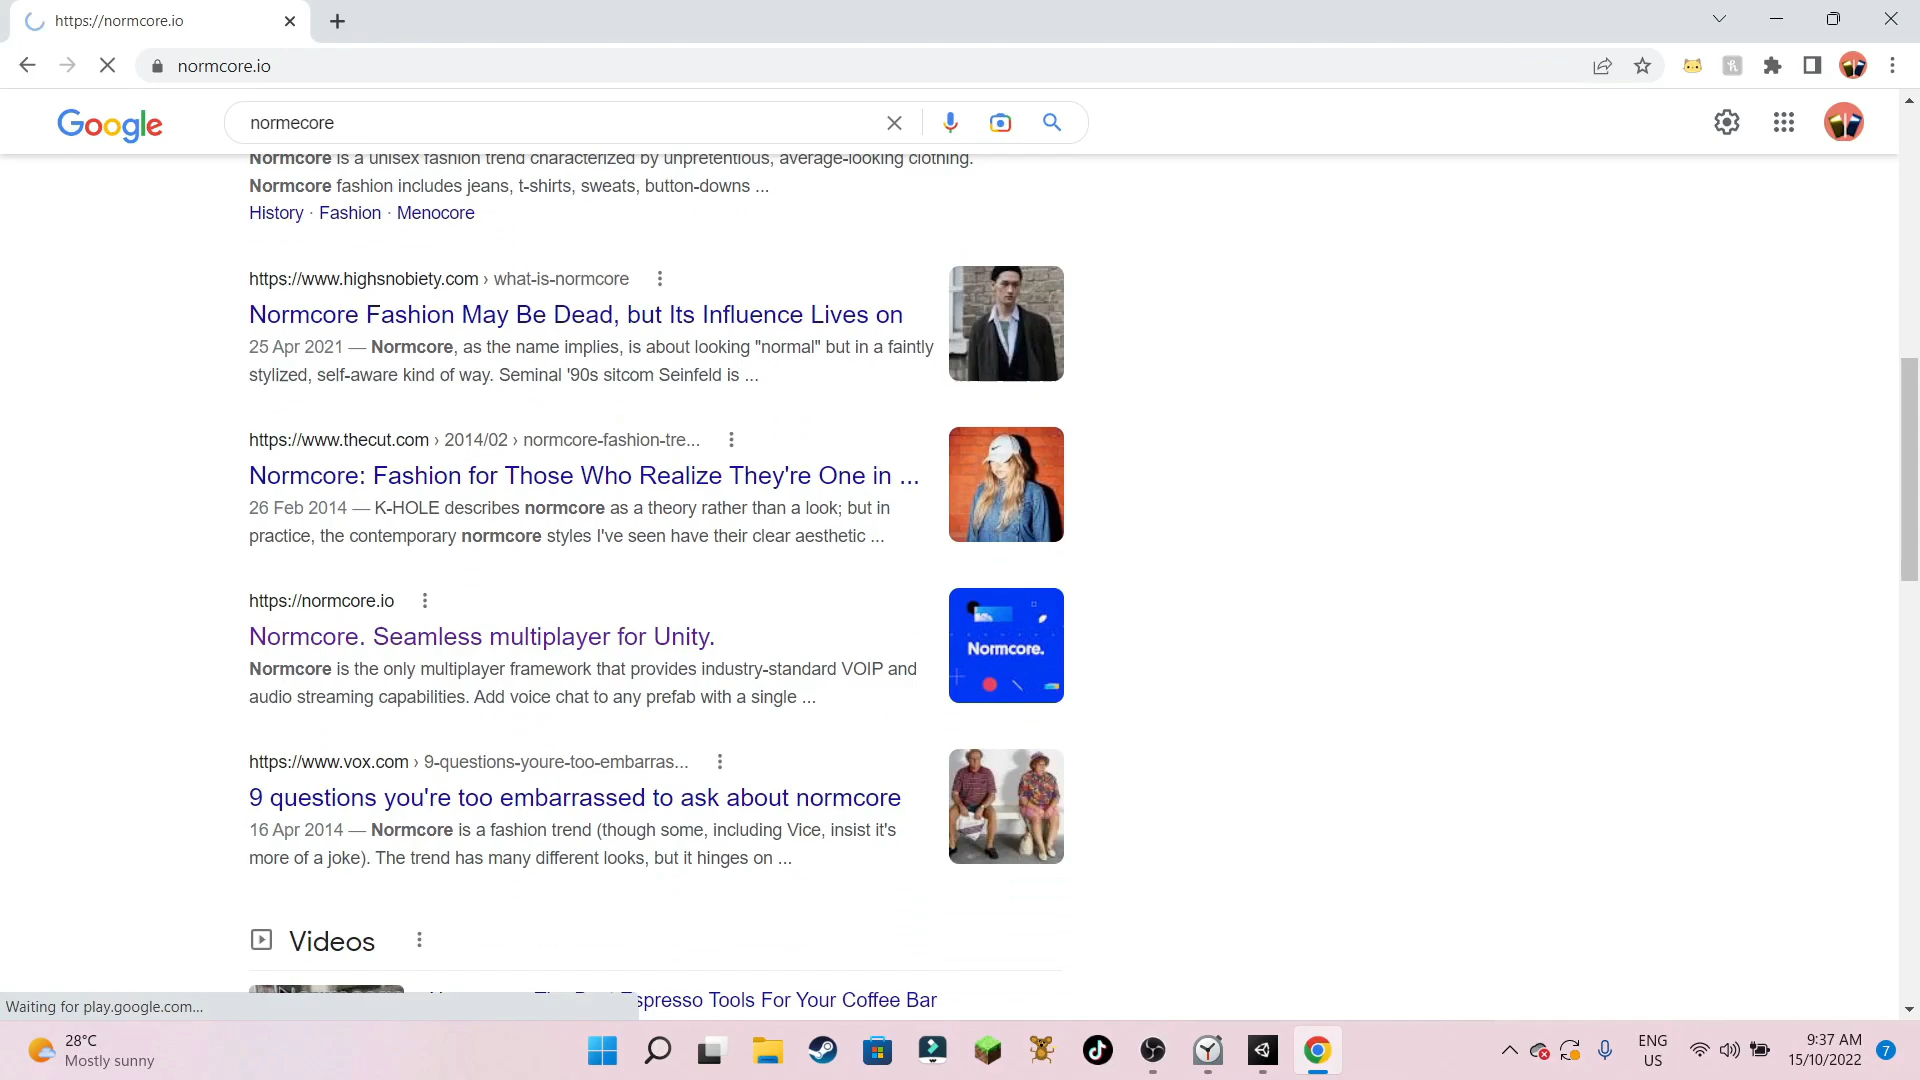 https://normcore.io
normcore.io
Google
normecore
Normcore is a unisex fashion trend characterized by unpretentious, average-looking clothing.
Normcore fashion includes jeans, t-shirts, sweats, button-downs ...
History · Fashion · Menocore
https://www.highsnobiety.com › what-is-normcore
Normcore Fashion May Be Dead, but Its Influence Lives on
25 Apr 2021 — Normcore, as the name implies, is about looking "normal" but in a faintly
stylized, self-aware kind of way. Seminal '90s sitcom Seinfeld is ...
https://www.thecut.com › 2014/02 › normcore-fashion-tre...
Normcore: Fashion for Those Who Realize They're One in ...
26 Feb 2014 — K-HOLE describes normcore as a theory rather than a look; but in
practice, the contemporary normcore styles I've seen have their clear aesthetic ...
https://normcore.io
Normcore. Seamless multiplayer for Unity.
Normcore is the only multiplayer framework that provides industry-standard VOIP and
audio streaming capabilities. Add voice chat to any prefab with a single ...
Normcore.
https://www.vox.com › 9-questions-youre-too-embarras...
9 questions you're too embarrassed to ask about normcore
16 Apr 2014 — Normcore is a fashion trend (though some, including Vice, insist it's
more of a joke). The trend has many different looks, but it hinges on ...
Videos
Espresso Tools For Your Coffee Bar
Waiting for play.google.com...
28°C
Mostly sunny
ENG
US
9:37 AM
15/10/2022
7